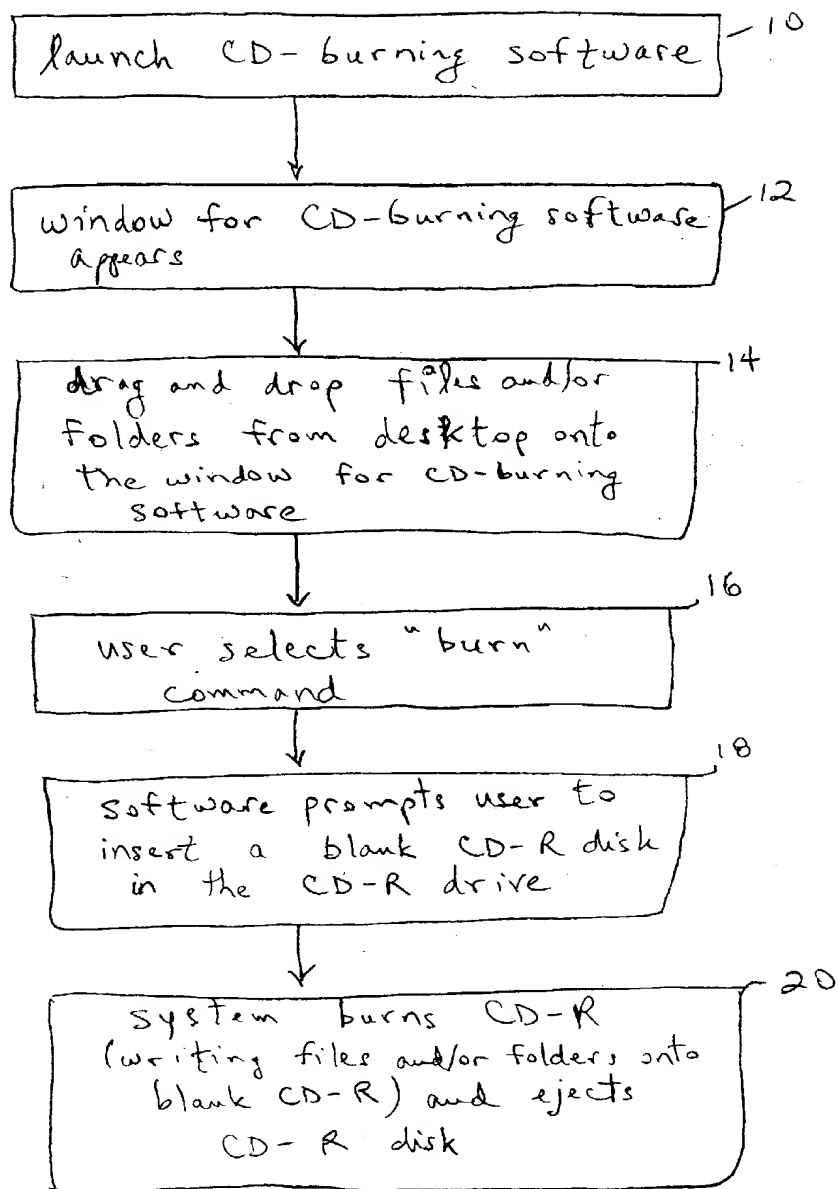 launch CD-burning software
10
window for CD-burning software
appears
12
drag and drop files and/or
folders from desktop onto
the window for CD-burning
software
14
user selects "burn"
command
16
software prompts user to
insert a blank CD-R disk
in the CD-R drive
18
system burns CD-R
(writing files and/or folders onto
blank CD-R) and ejects
CD-R disk
20